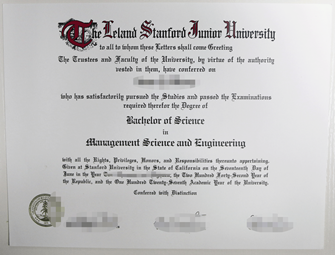 The Leland Stanford Junior University
to all to whom these Letters shall come Greeting
The Trustees and Faculty of the University, by virtue of the authority
vested in them, have conferred on
who has satisfactorily pursued the Studies and passed the Examinations
required therefor the Degree of
Bachelor of Science
in
Management Science and Engineering
with all the Rights, Privileges, Honors, and Responsibilities thereunto appertaining.
Given at Stanford University in the State of California on the Seventeenth Day of
June in the Year Two the Two Hundred Forty-Second Year of
the Republic, and the One Hundred Twenty-Seventh Academic Year of the University.
Conferred with Distinction